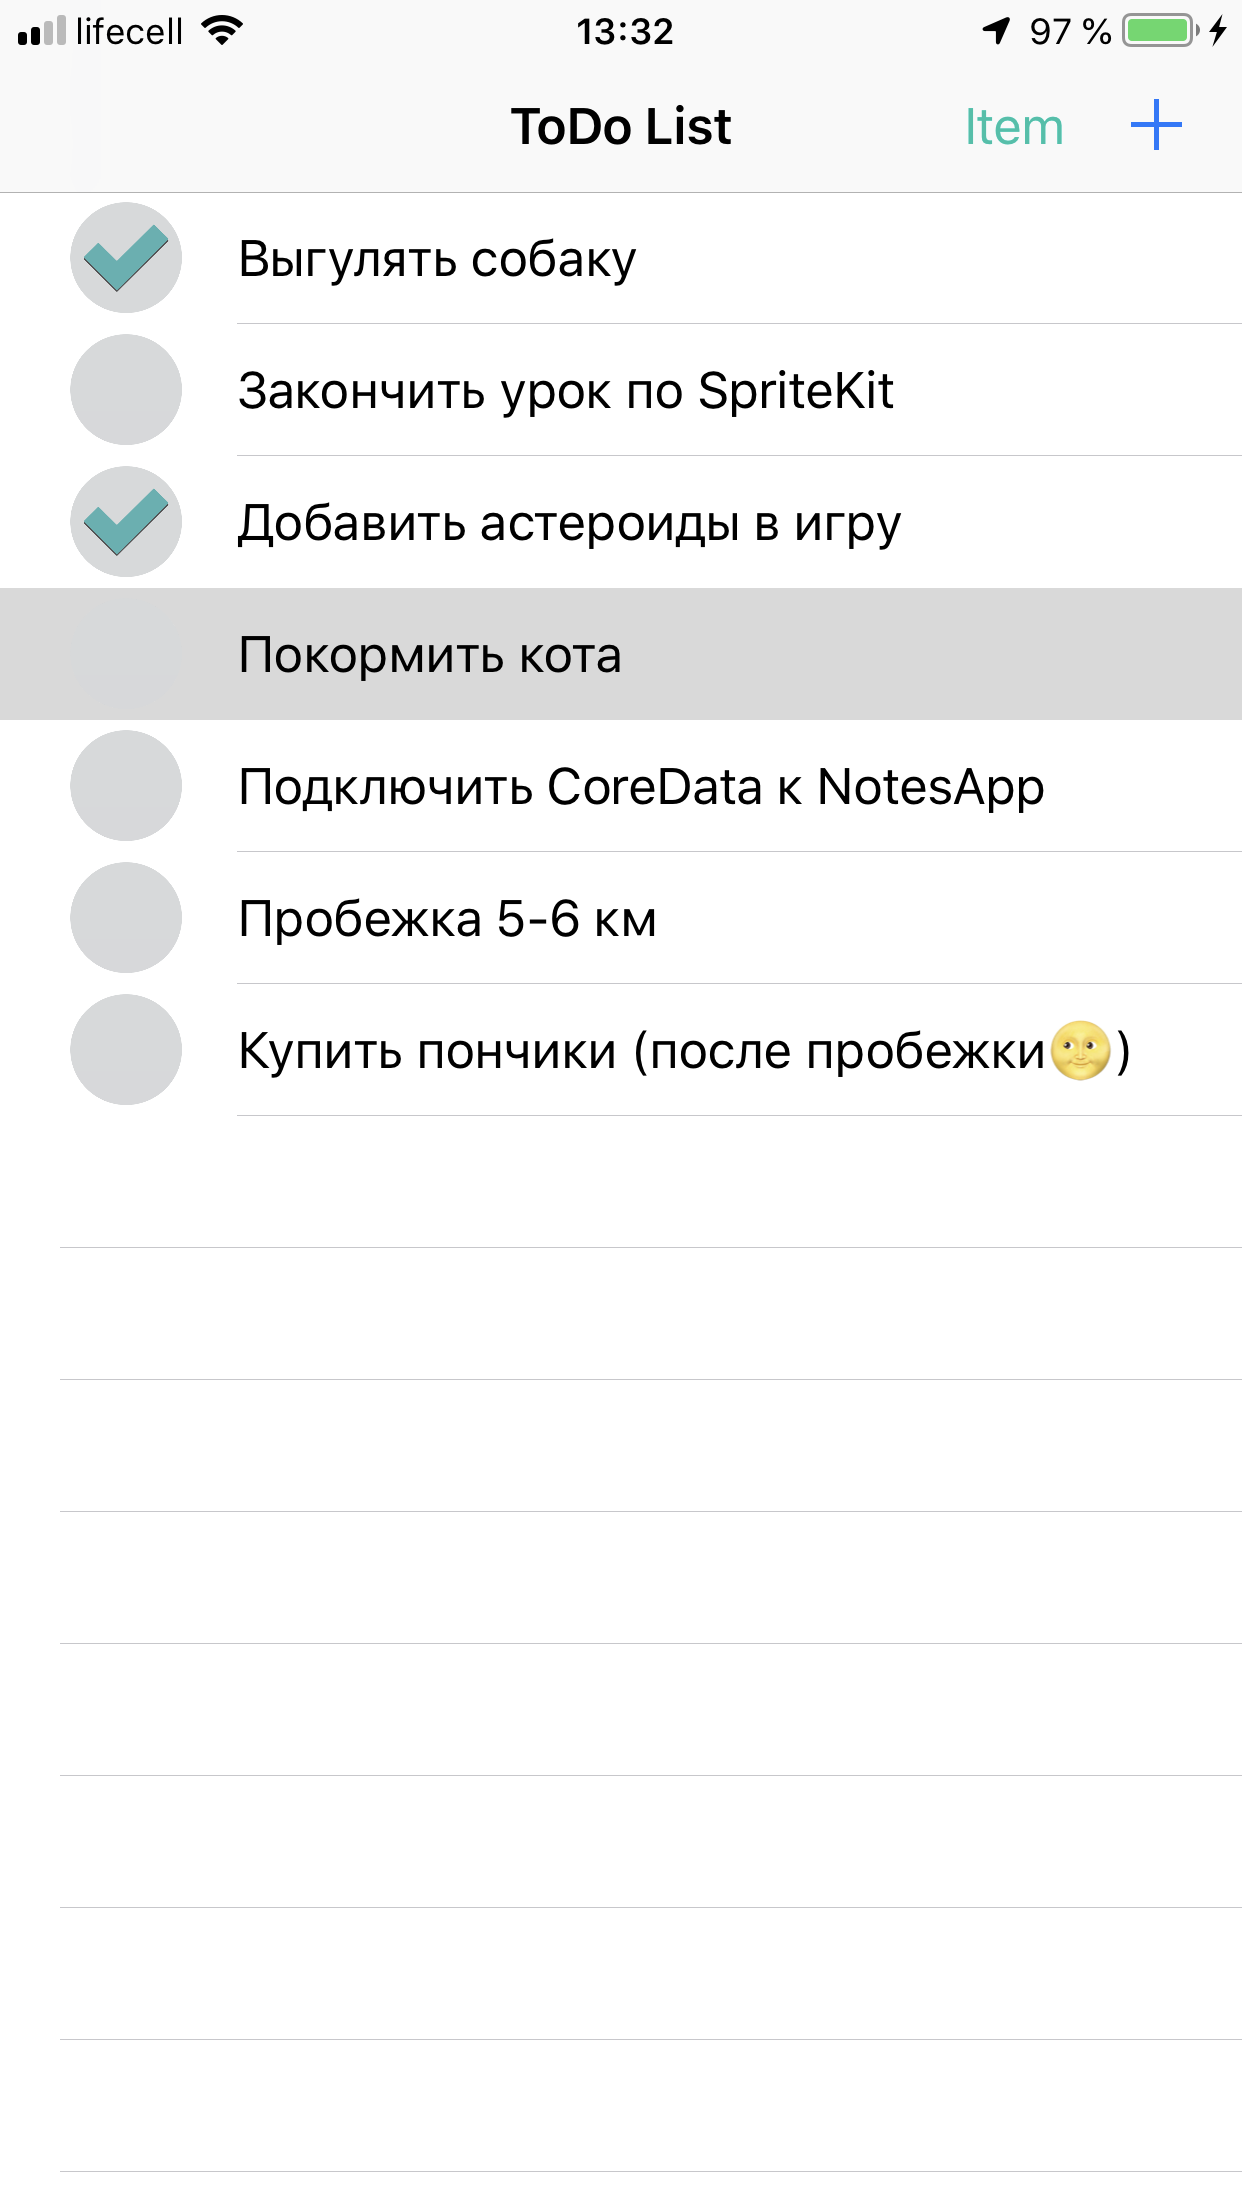 lifecell 13:32 97 %
ToDo List Item
Выгулять собаку
Закончить урок по SpriteKit
Добавить астероиды в игру
Покормить кота
Подключить CoreData к NotesApp
Пробежка 5-6 км
Купить пончики (после пробежки🌝)